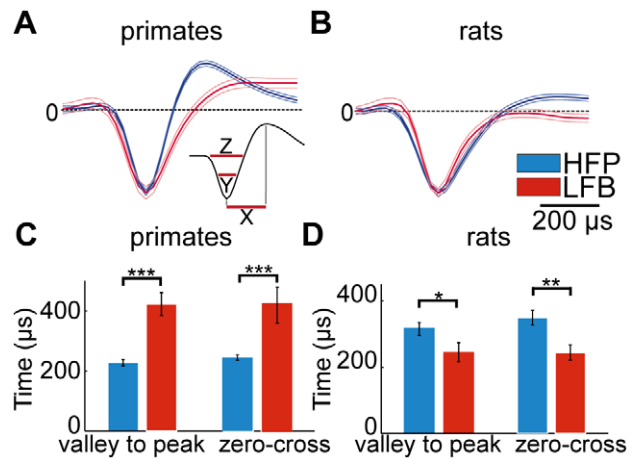 A primates
B rats
0
0
Z
Y
X
HFP
LFB
200 μs
C primates
D rats
Time (μs)
400
200
0
***
***
valley to peak
zero-cross
Time (μs)
400
200
0
*
**
valley to peak
zero-cross